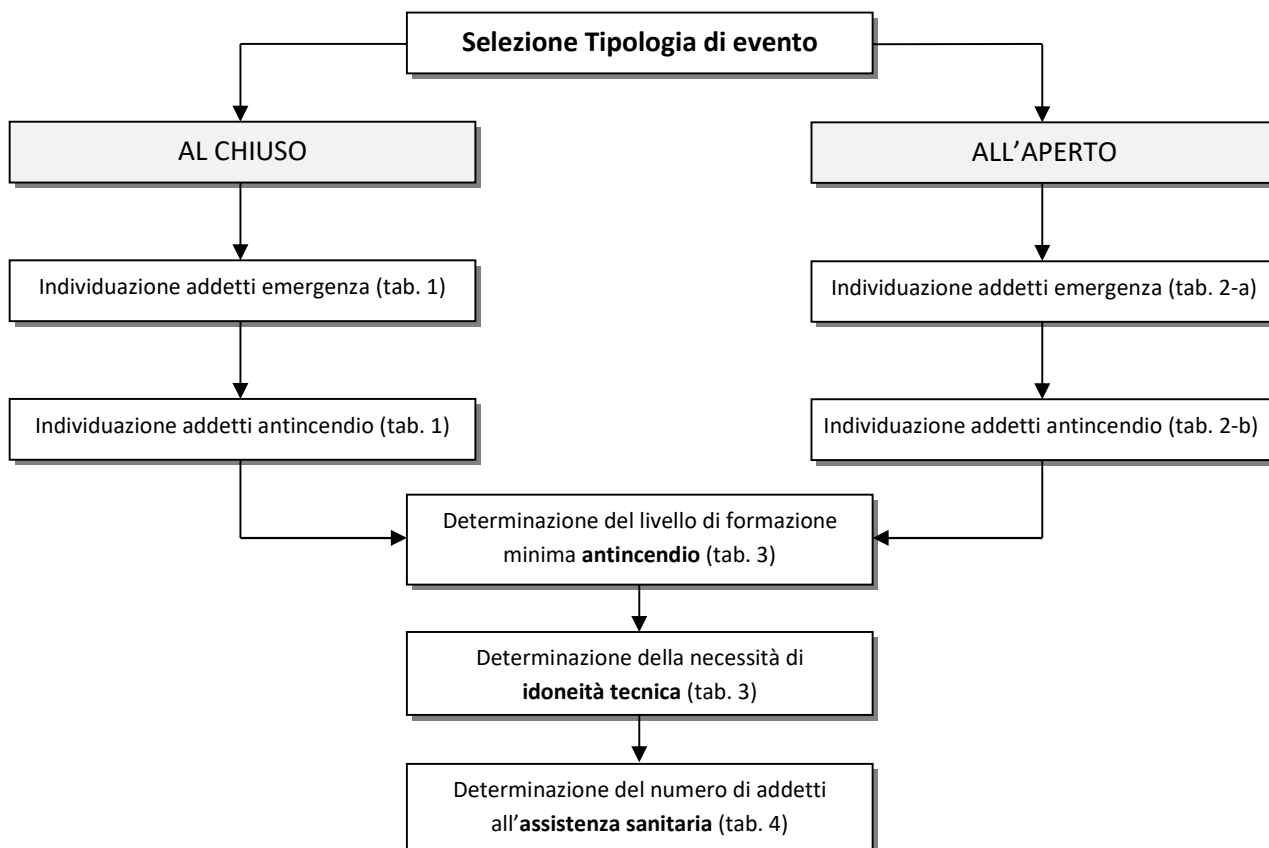 Selezione Tipologia di evento
AL CHIUSO
ALL’APERTO
Individuazione addetti emergenza (tab. 1)
Individuazione addetti emergenza (tab. 2-a)
Individuazione addetti antincendio (tab. 1)
Individuazione addetti antincendio (tab. 2-b)
Determinazione del livello di formazione
minima antincendio (tab. 3)
Determinazione della necessità di
idoneità tecnica (tab. 3)
Determinazione del numero di addetti
all’assistenza sanitaria (tab. 4)